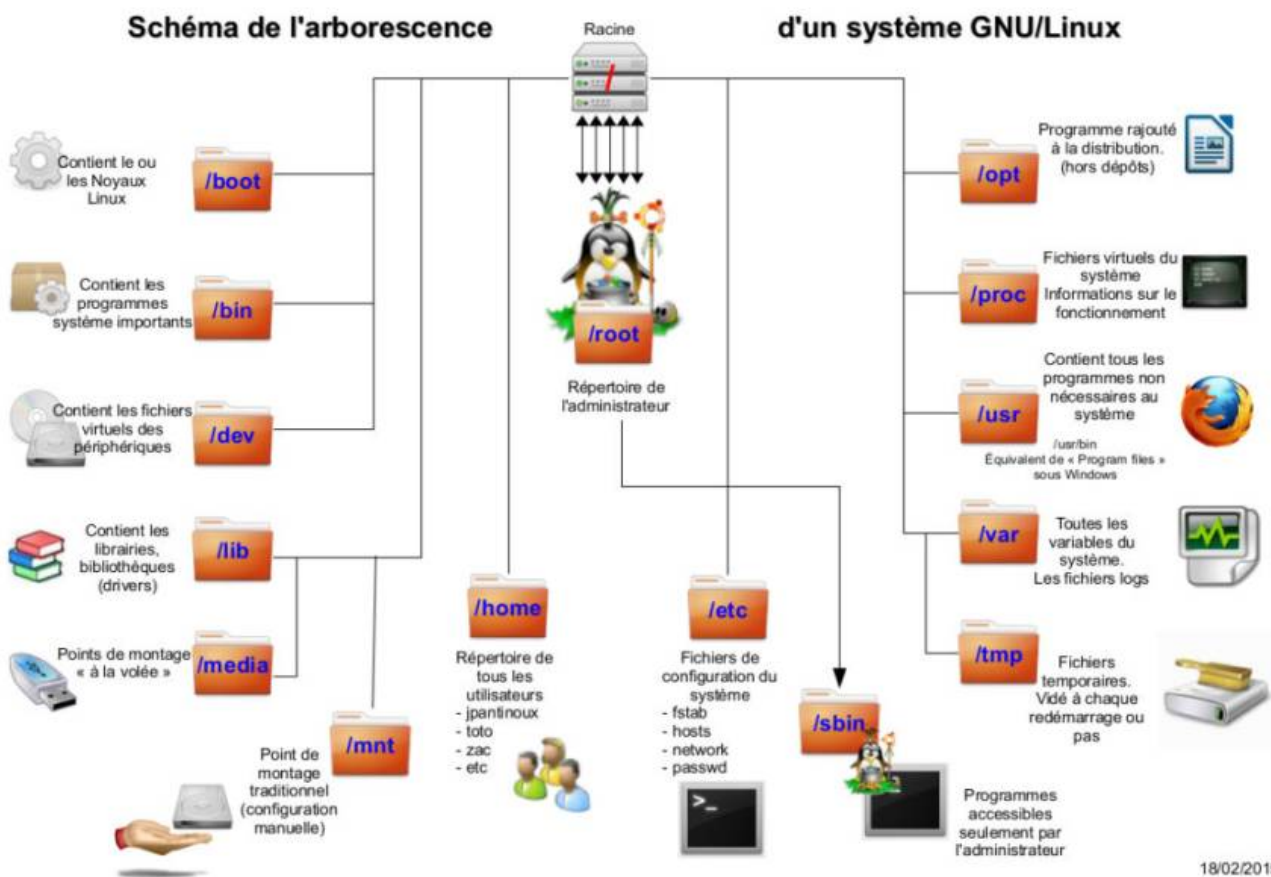 Schéma de l'arborescence
d'un système GNU/Linux
Racine
Contient le ou
les Noyaux
Linux
/boot
Contient les
programmes
système importants
/bin
Contient les fichiers
virtuels des
périphériques
/dev
Contient les
librairies,
bibliothèques
(drivers)
/lib
Points de montage
« à la volée »
/media
/mnt
Point de
montage
traditionnel
(configuration
manuelle)
/root
Répertoire de
l'administrateur
/home
Répertoire de
tous les
utilisateurs
- jpantinoux
- toto
- zac
- etc
/etc
Fichiers de
configuration du
système
- fstab
- hosts
- network
- passwd
>_
/sbin
Programmes
accessibles
seulement par
l'administrateur
/opt
Programme rajouté
à la distribution.
(hors dépôts)
/proc
Fichiers virtuels du
système
Informations sur le
fonctionnement
/usr
Contient tous les
programmes non
nécessaires au
système
/usr/bin
Équivalent de « Program files »
sous Windows
/var
Toutes les
variables du
système.
Les fichiers logs
/tmp
Fichiers
temporaires.
Vidé à chaque
redémarrage ou
pas
18/02/201